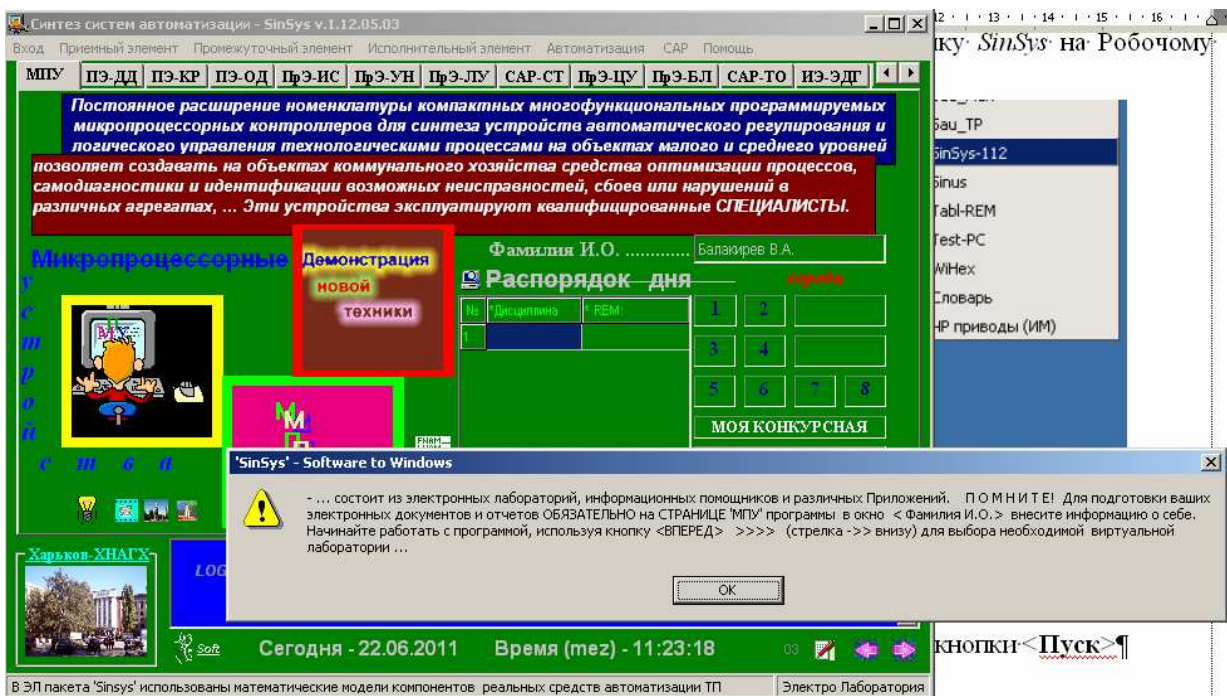 Синтез систем автоматизации - SinSys v.1.12.05.03
Вход Приемный элемент Промежуточный элемент Исполнительный элемент Автоматизация САР Помощь
МПУ ПЭ-ДД ПЭ-КР ПЭ-ОД ПрЭ-ИС ПрЭ-УН ПрЭ-ЛУ САР-СТ ПрЭ-ЦУ ПрЭ-БЛ САР-ТО ИЭ-ЭДГ
Постоянное расширение номенклатуры компактных многофункциональных программируемых
микропроцессорных контроллеров для синтеза устройств автоматического регулирования и
логического управления технологическими процессами на объектах малого и среднего уровней
позволяет создавать на объектах коммунального хозяйства средства оптимизации процессов,
самодиагностики и идентификации возможных неисправностей, сбоев или нарушений в
различных агрегатах, ... Эти устройства эксплуатируют квалифицированные СПЕЦИАЛИСТЫ.
Микропроцессорные
устройства
Демонстрация
новой
техники
Фамилия И.О. ............. Балакирев В.А.
Распорядок дня
№ *Дисциплина * REM:
1
1 2
3 4
5 6 7 8
МОЯ КОНКУРСНАЯ
'SinSys' - Software to Windows
- ... состоит из электронных лабораторий, информационных помощников и различных Приложений. П О М Н И Т Е! Для подготовки ваших
электронных документов и отчетов ОБЯЗАТЕЛЬНО на СТРАНИЦЕ 'МПУ' программы в окно < Фамилия И.О.> внесите информацию о себе.
Начинайте работать с программой, используя кнопку <ВПЕРЕД> >>>> (стрелка ->> внизу) для выбора необходимой виртуальной
лаборатории ...
OK
Харьков-ХНАГХ
LOG
Soft
Сегодня - 22.06.2011 Время (mez) - 11:23:18
03
В ЭЛ пакета 'Sinsys' использованы математические модели компонентов реальных средств автоматизации ТП
Электро Лаборатория
12 13 14 15 16
ку SinSys на Робочому
Бau_TP
SinSys-112
Sinus
Tabl-REM
Test-PC
WiHex
Словарь
ЧР приводы (ИМ)
кнопки <Пуск>¶